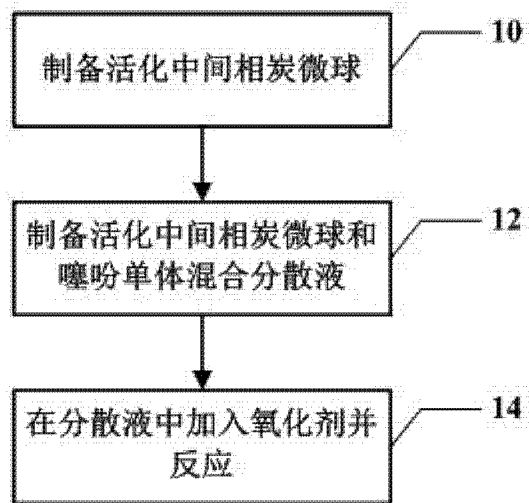 制备活化中间相炭微球
10
制备活化中间相炭微球和
噻吩单体混合分散液
12
在分散液中加入氧化剂并
反应
14